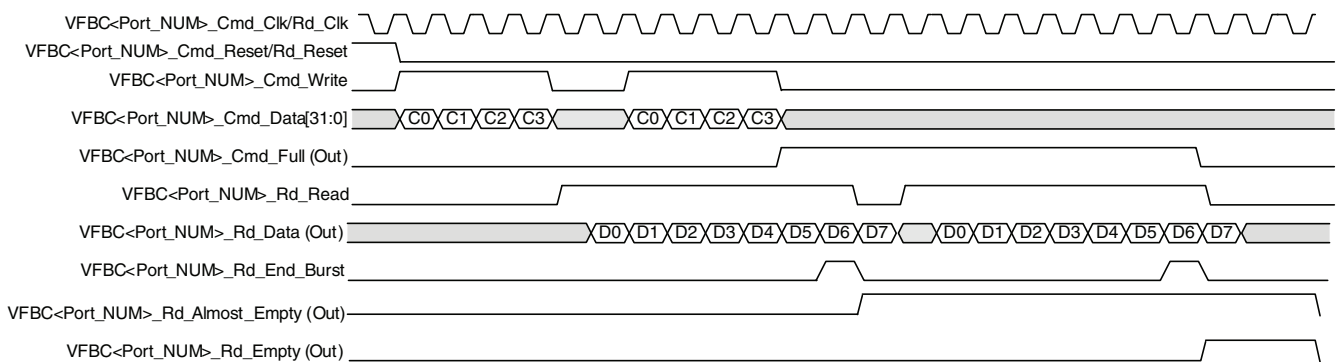 VFBC<Port_NUM>_Cmd_Clk/Rd_Clk
VFBC<Port_NUM>_Cmd_Reset/Rd_Reset
VFBC<Port_NUM>_Cmd_Write
VFBC<Port_NUM>_Cmd_Data[31:0] C0 C1 C2 C3 C0 C1 C2 C3
VFBC<Port_NUM>_Cmd_Full (Out)
VFBC<Port_NUM>_Rd_Read
VFBC<Port_NUM>_Rd_Data (Out) D0 D1 D2 D3 D4 D5 D6 D7 D0 D1 D2 D3 D4 D5 D6 D7
VFBC<Port_NUM>_Rd_End_Burst
VFBC<Port_NUM>_Rd_Almost_Empty (Out)
VFBC<Port_NUM>_Rd_Empty (Out)